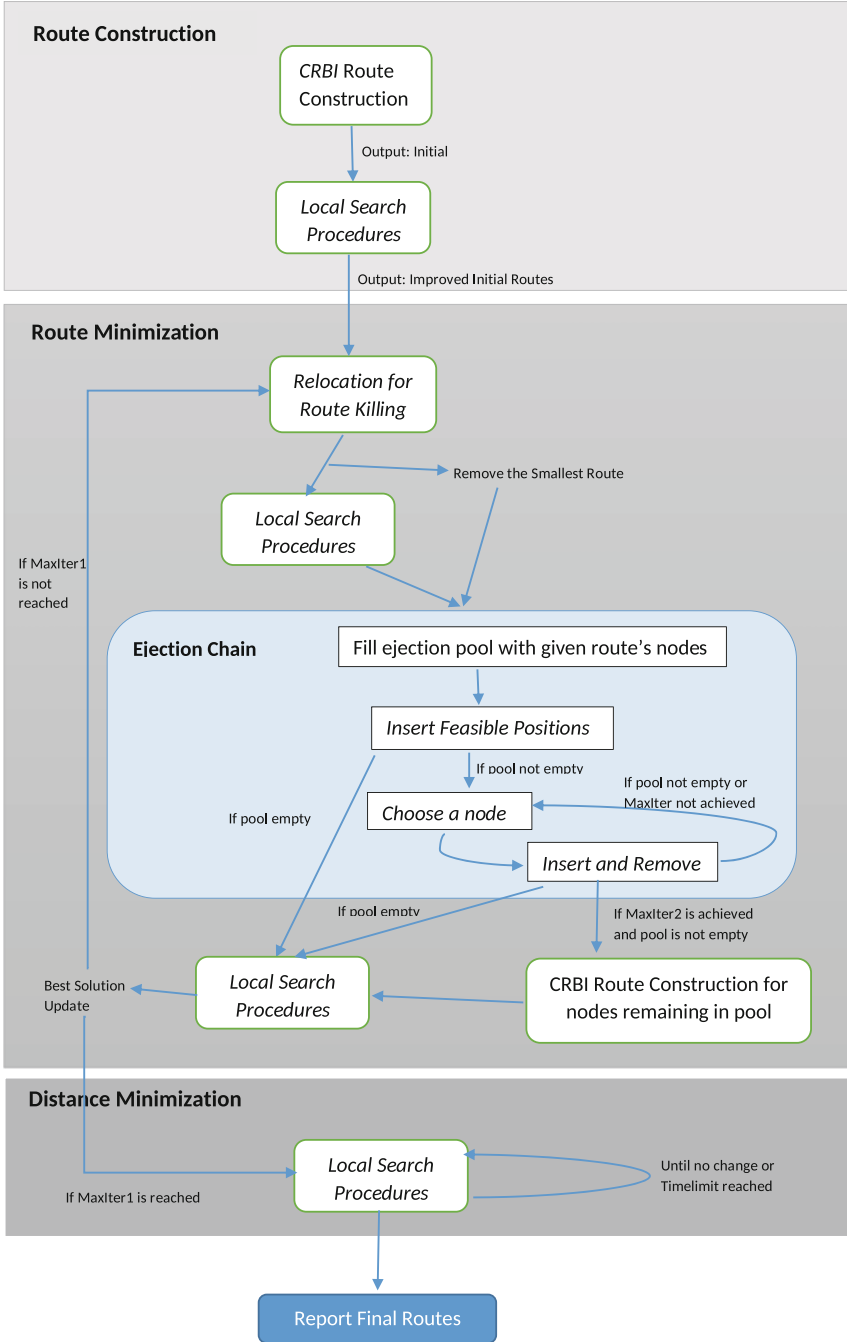 Route Construction
CRBI Route
Construction
Output: Initial
Local Search
Procedures
Output: Improved Initial Routes
Route Minimization
Relocation for
Route Killing
Remove the Smallest Route
Local Search
Procedures
If MaxIter1
is not
reached
Ejection Chain
Fill ejection pool with given route's nodes
Insert Feasible Positions
If pool not empty
If pool not empty or
MaxIter not achieved
Choose a node
If pool empty
Insert and Remove
If pool empty
If MaxIter2 is achieved
and pool is not empty
Best Solution
Update
Local Search
Procedures
CRBI Route Construction for
nodes remaining in pool
Distance Minimization
Local Search
Procedures
Until no change or
Timelimit reached
If MaxIter1 is reached
Report Final Routes